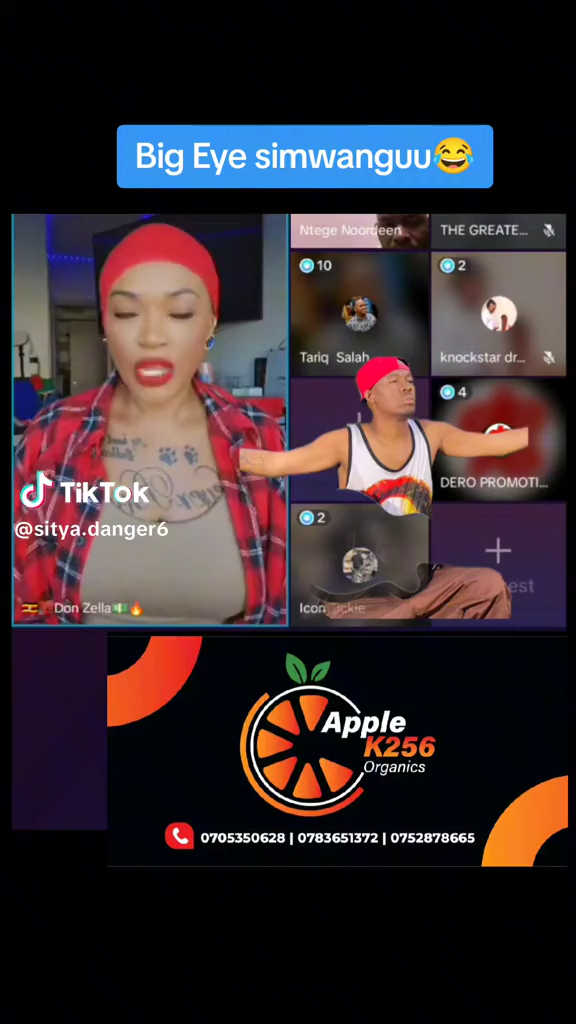 Big Eye simwanguu😂
Ntege Noordeen
THE GREATE...
10
2
Tariq Salah
knockstar dr...
4
DERO PROMOTI...
TikTok
@sitya.danger6
2
Don Zella
Icon
Apple
K256
Organics
0705350628 | 0783651372 | 0752878665